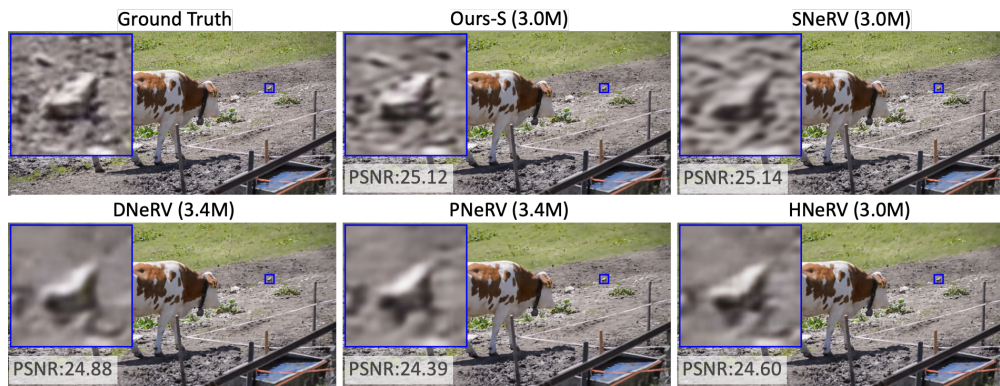 Ground Truth
Ours-S (3.0M)
SNeRV (3.0M)
PSNR:25.12
PSNR:25.14
DNeRV (3.4M)
PNeRV (3.4M)
HNeRV (3.0M)
PSNR:24.88
PSNR:24.39
PSNR:24.60